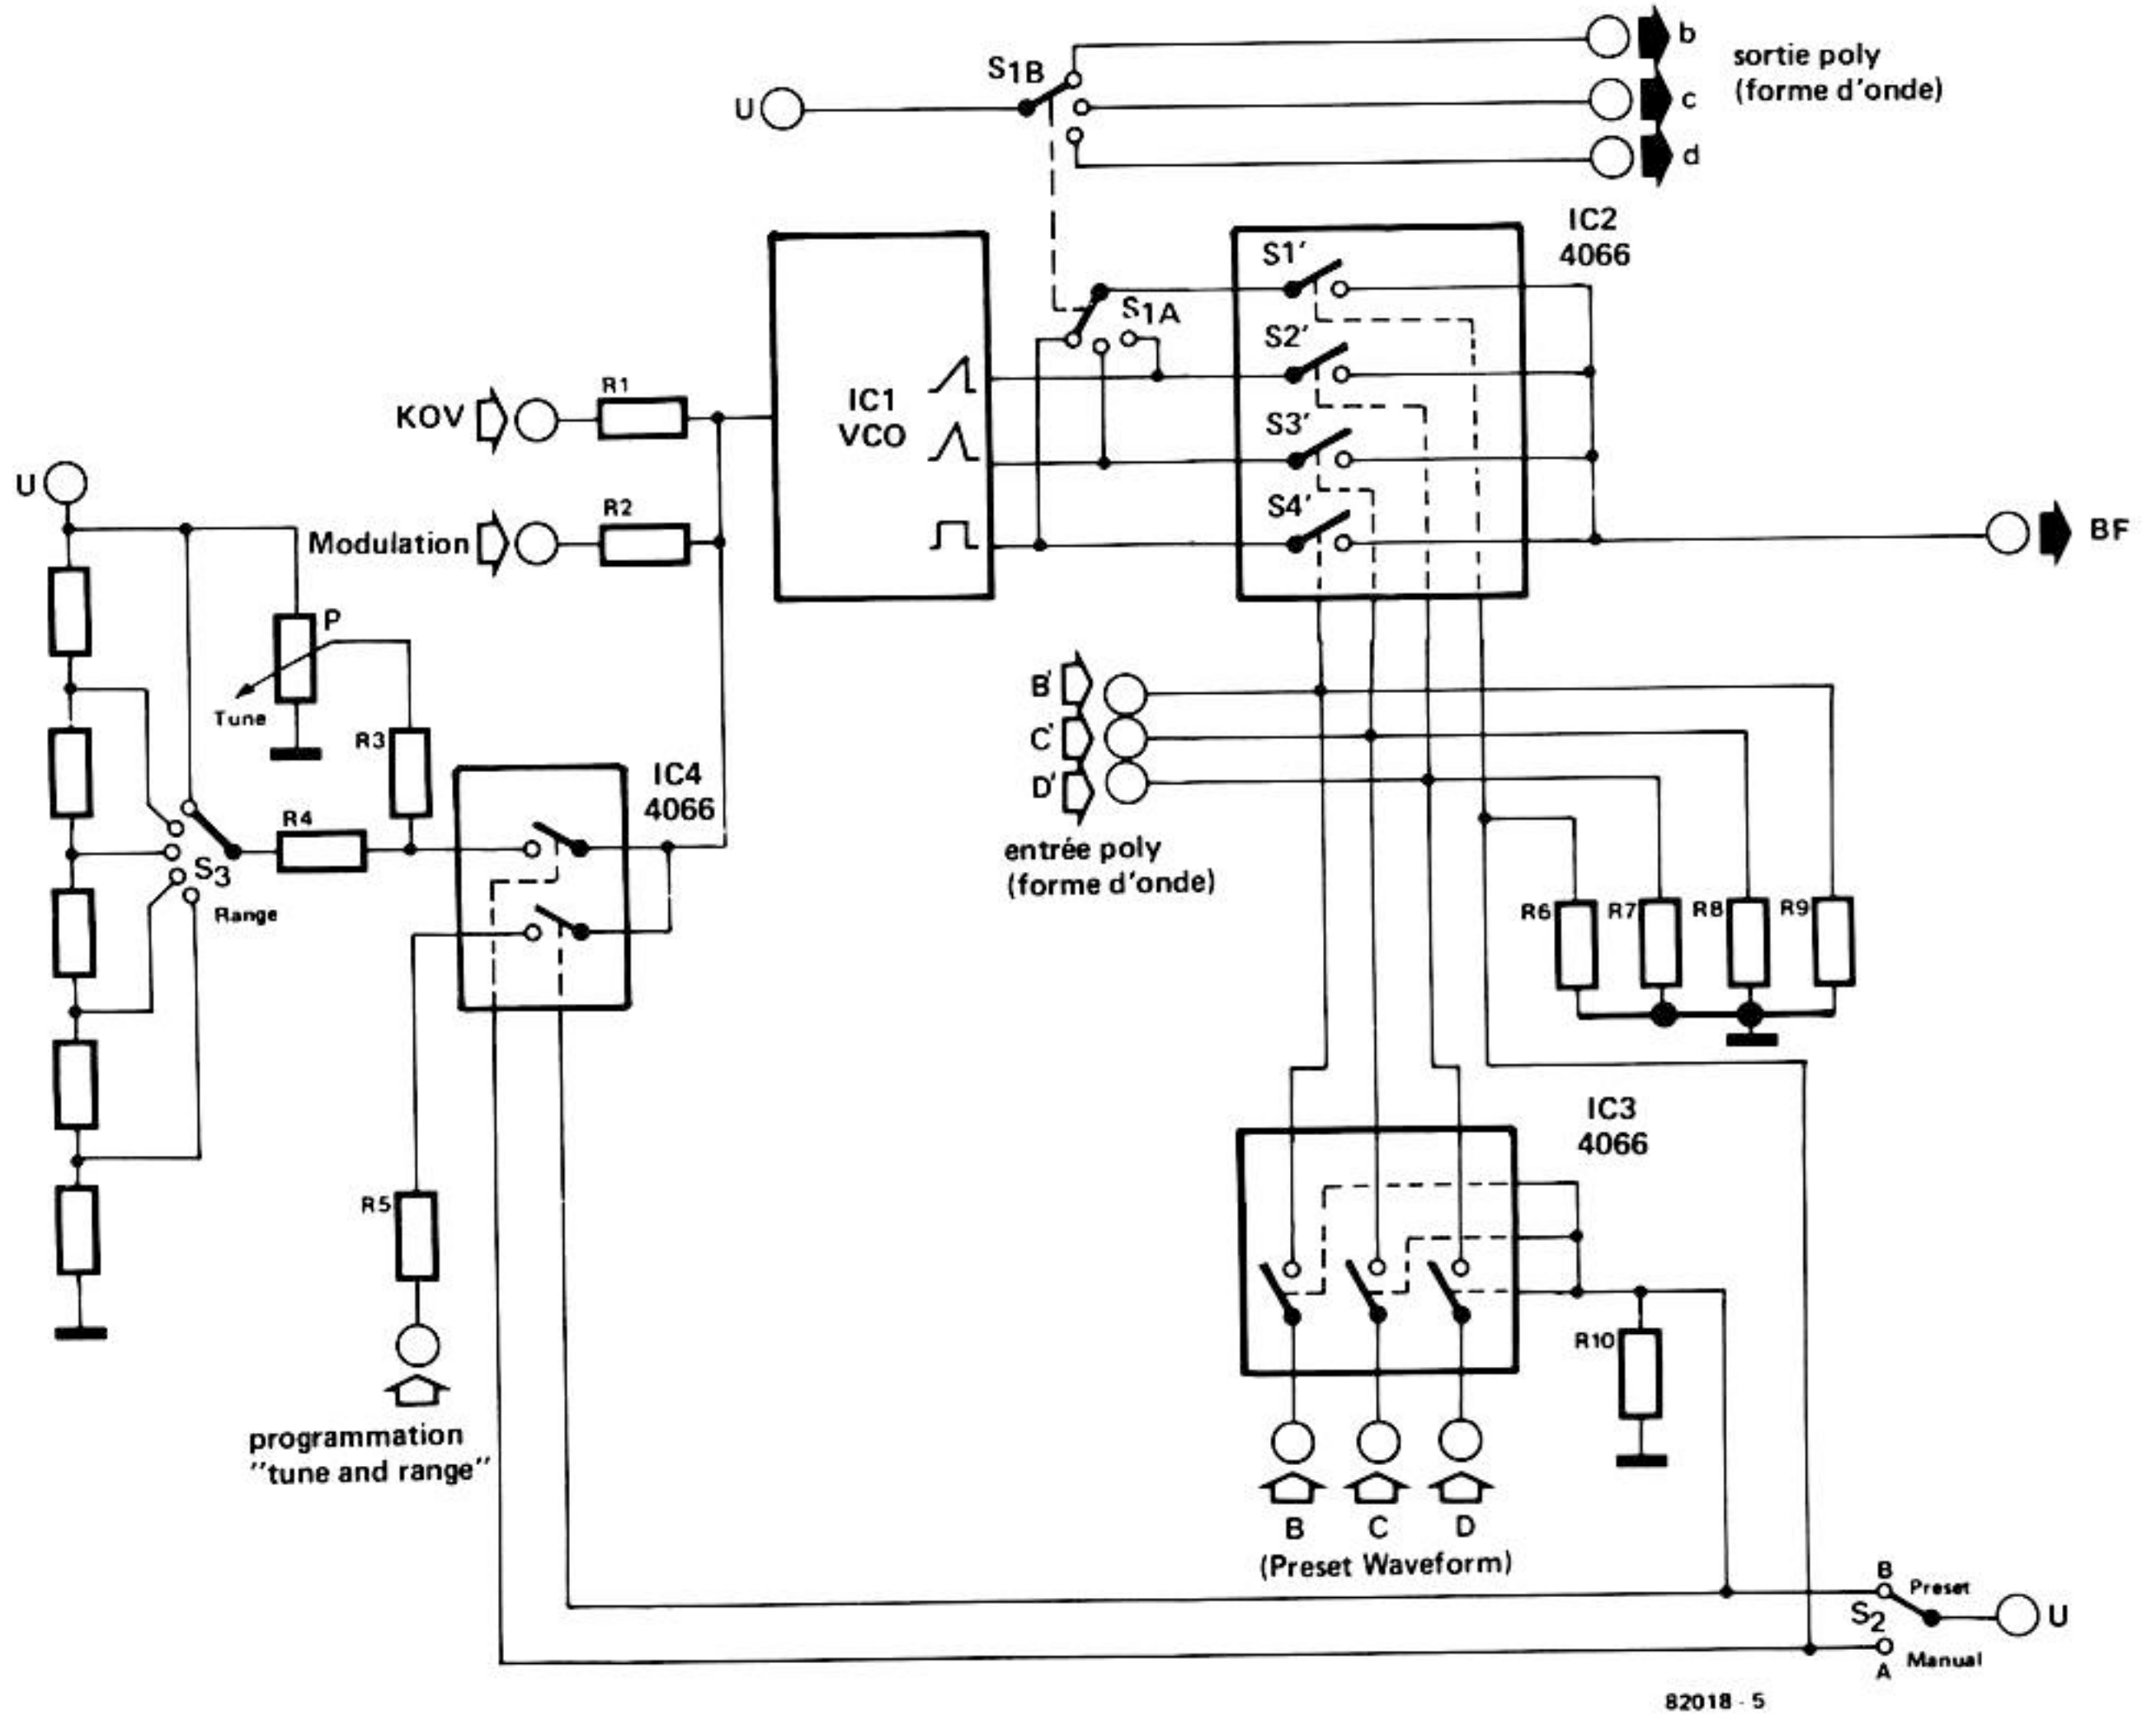 b
S1B
sortie poly
(forme d'onde)
U
c
d
IC2
4066
S1'
S1A
S2'
R1
KOV
IC1
VCO
S3'
U
R2
S4'
Modulation
BF
P
B'
Tune
R3
C'
IC4
4066
D'
R4
entrée poly
(forme d'onde)
S3
Range
R6
R7
R8
R9
IC3
4066
R5
R10
programmation
"tune and range"
B
C
D
(Preset Waveform)
B
Preset
S2
U
A
Manual
82018 - 5